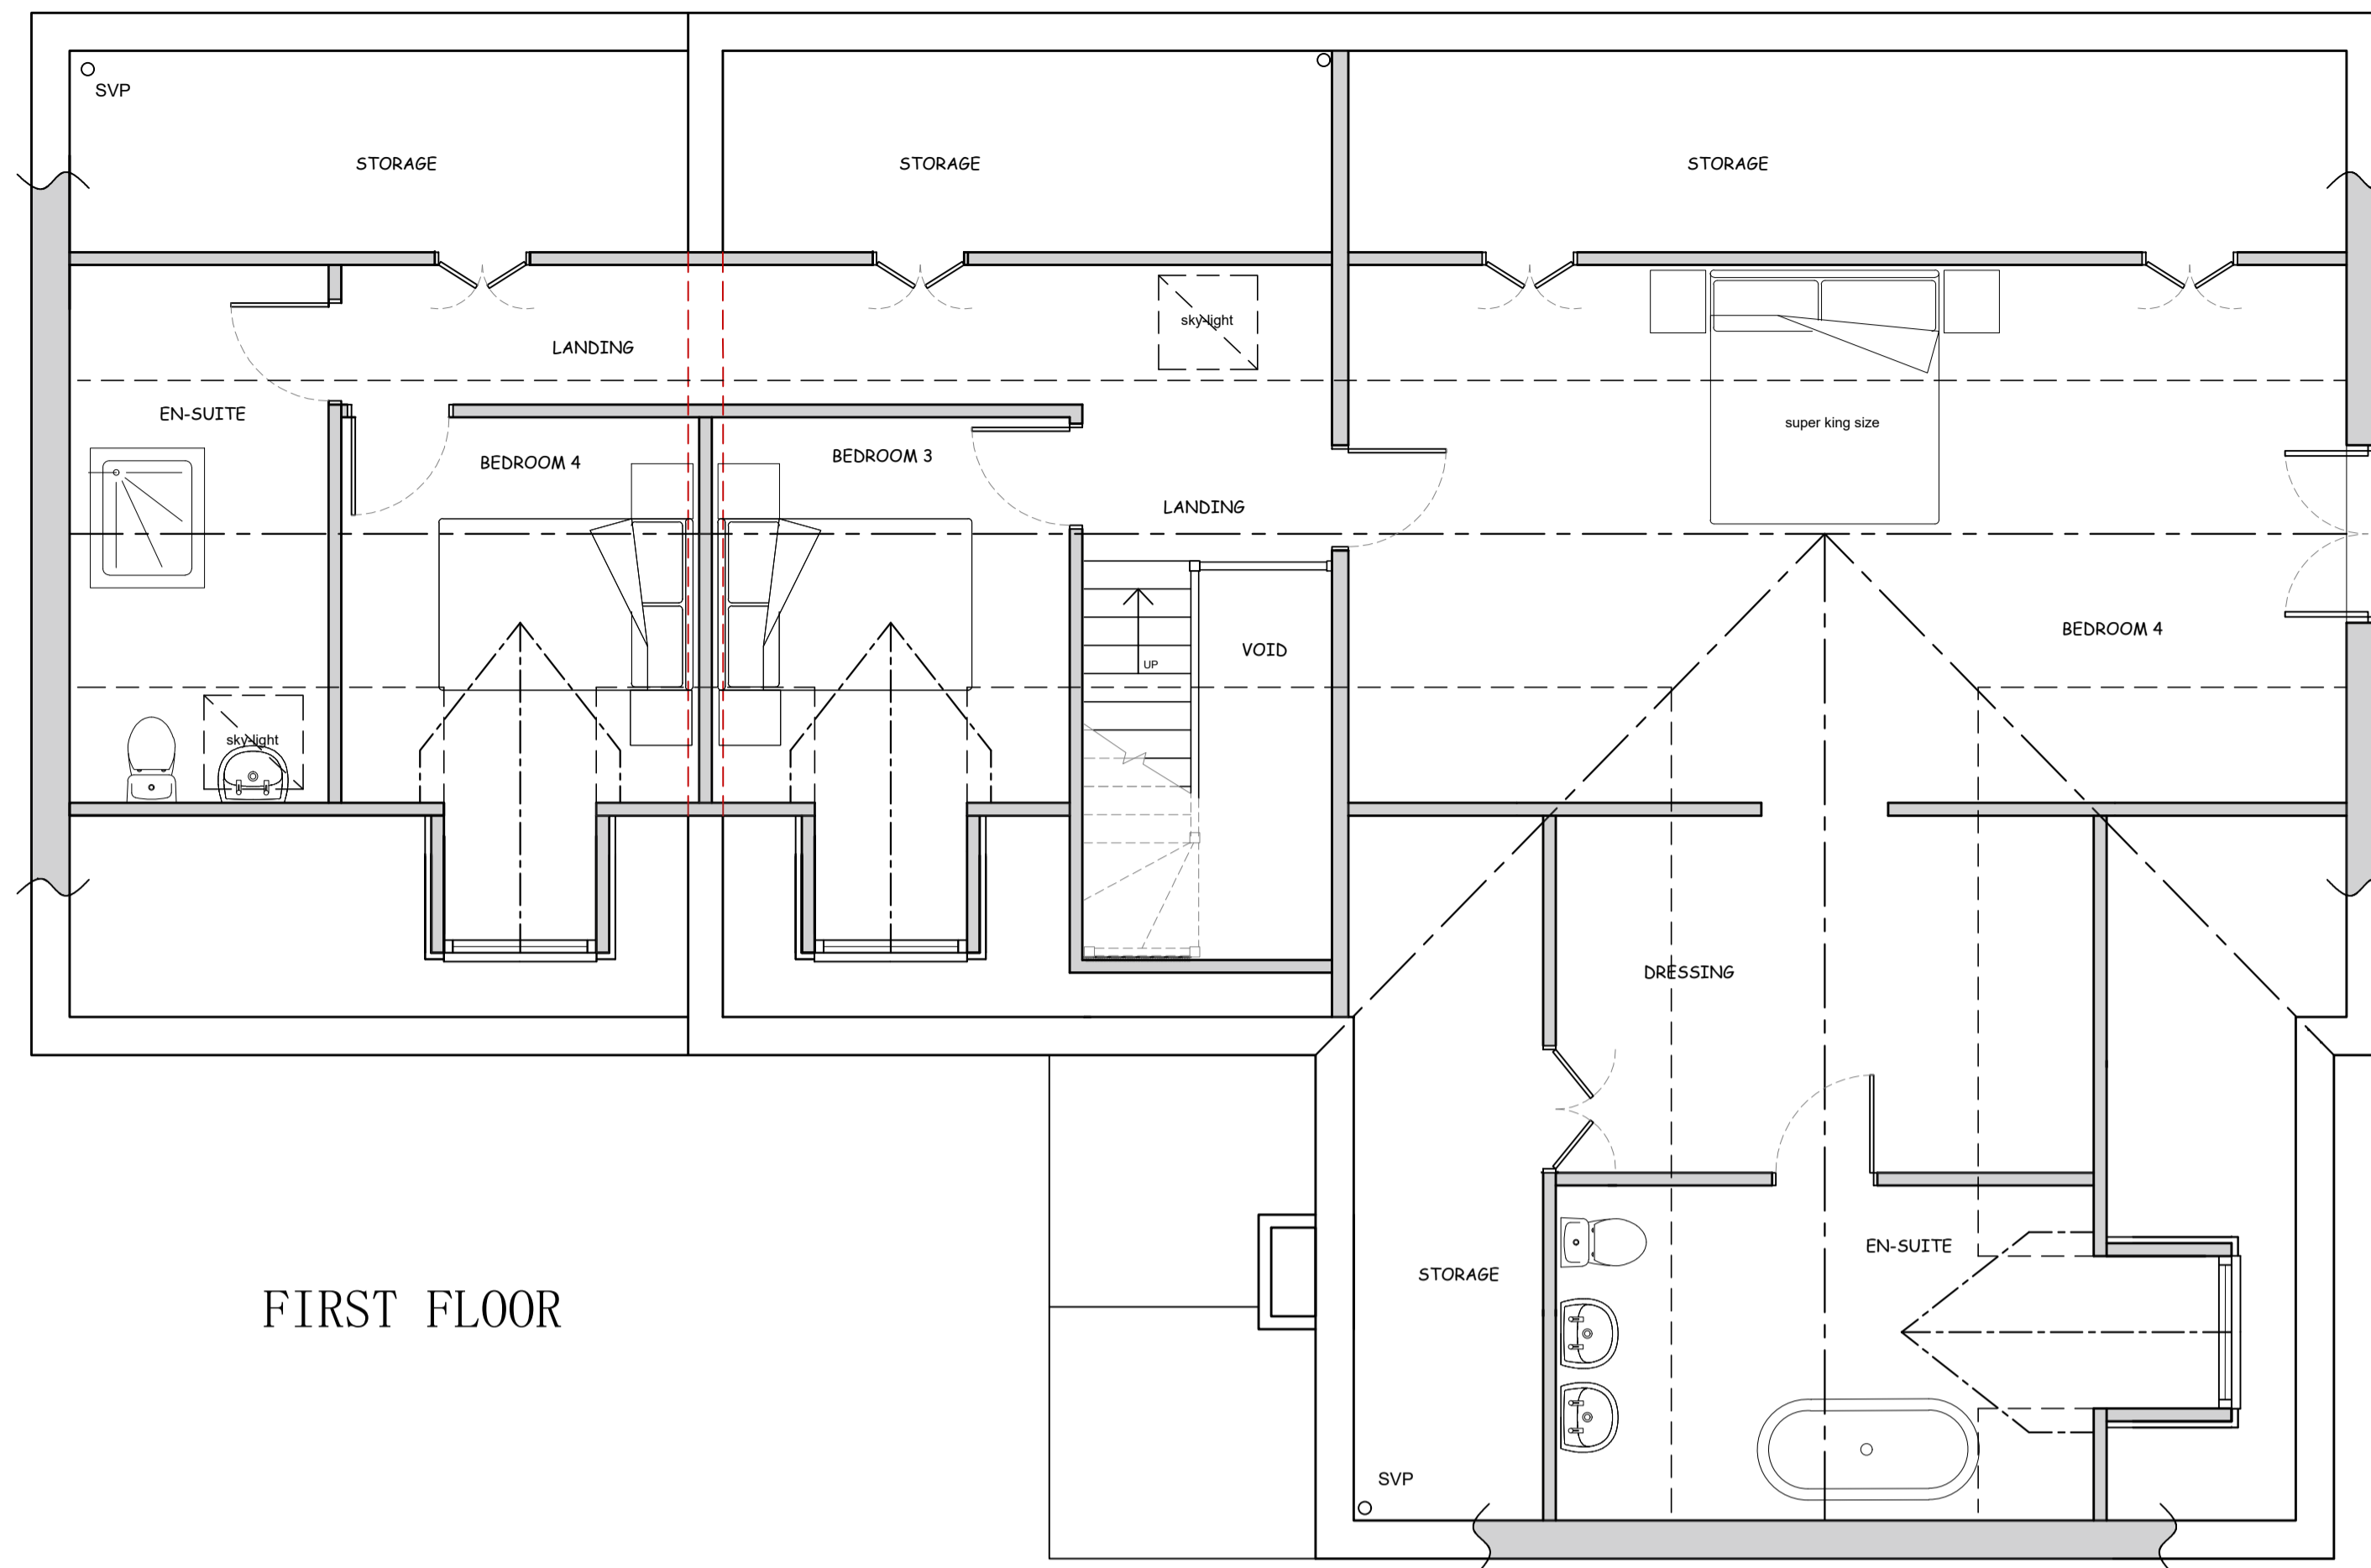 SVP
STORAGE
STORAGE
STORAGE
sky-light
LANDING
EN-SUITE
super king size
BEDROOM 4
BEDROOM 3
LANDING
UP
VOID
BEDROOM 4
sky-light
DRESSING
EN-SUITE
STORAGE
FIRST FLOOR
SVP